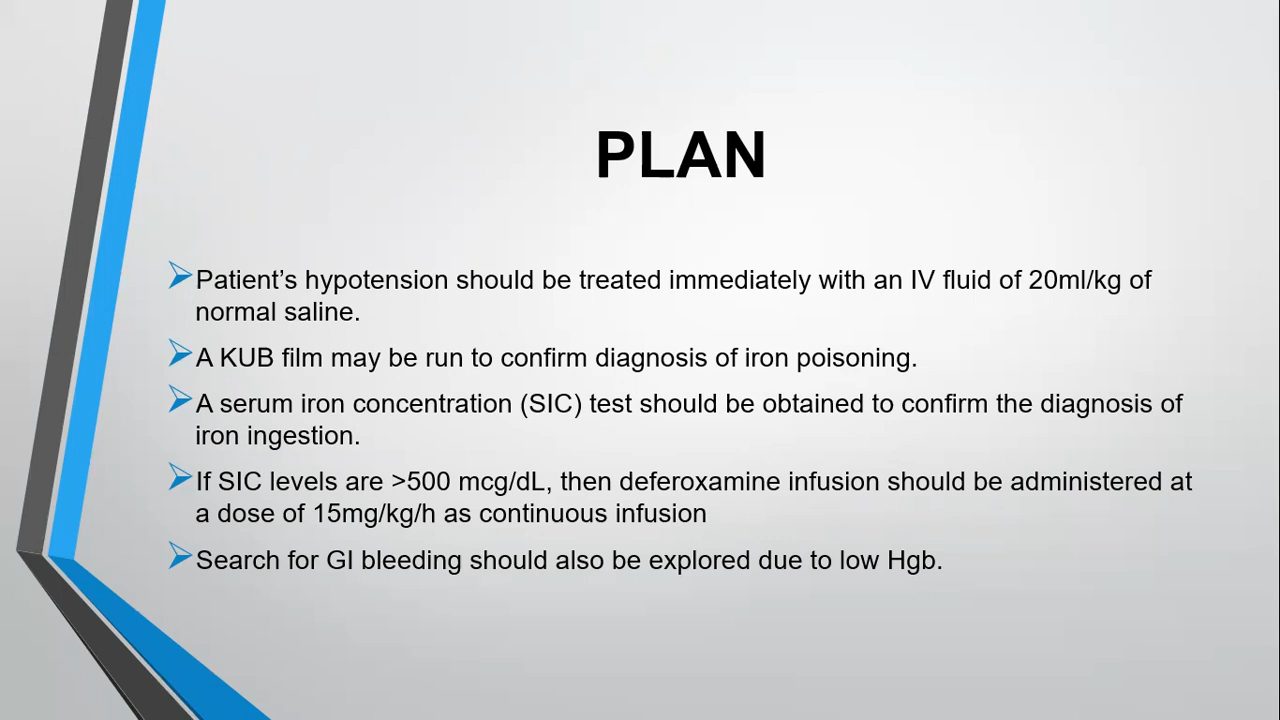 PLAN
Patient’s hypotension should be treated immediately with an IV fluid of 20ml/kg of
normal saline.
A KUB film may be run to confirm diagnosis of iron poisoning.
A serum iron concentration (SIC) test should be obtained to confirm the diagnosis of
iron ingestion.
If SIC levels are >500 mcg/dL, then deferoxamine infusion should be administered at
a dose of 15mg/kg/h as continuous infusion
Search for GI bleeding should also be explored due to low Hgb.